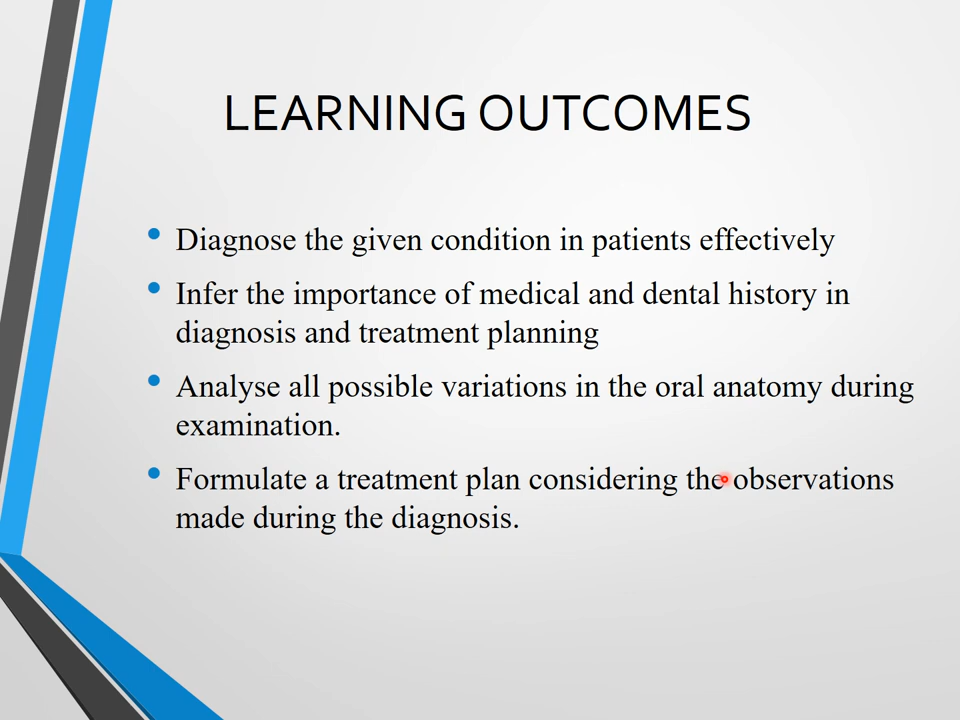 LEARNING OUTCOMES
Diagnose the given condition in patients effectively
Infer the importance of medical and dental history in
diagnosis and treatment planning
Analyse all possible variations in the oral anatomy during
examination.
Formulate a treatment plan considering the observations
made during the diagnosis.